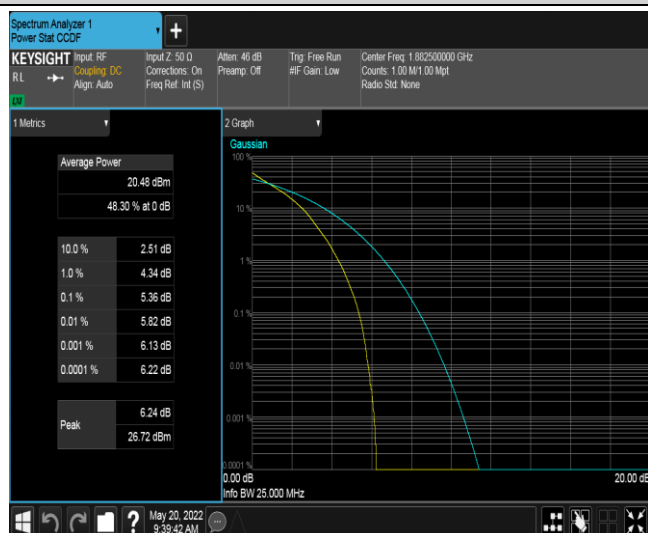 Spectrum Analyzer 1
Power Stat CCDF
+
KEYSIGHT
RL
LXI
Input: RF
Coupling: DC
Align: Auto
Input Z: 50 Ω
Corrections: On
Freq Ref: Int (S)
Atten: 46 dB
Preamp: Off
Trig: Free Run
#IF Gain: Low
Center Freq: 1.882500000 GHz
Counts: 1.00 M/1.00 Mpt
Radio Std: None
1 Metrics
Average Power
20.48 dBm
48.30 % at 0 dB
10.0 % 2.51 dB
1.0 % 4.34 dB
0.1 % 5.36 dB
0.01 % 5.82 dB
0.001 % 6.13 dB
0.0001 % 6.22 dB
Peak
6.24 dB
26.72 dBm
2 Graph
Gaussian
100 %
10 %
1 %
0.1 %
0.01 %
0.001 %
0.0001 %
0.00 dB
20.00 dB
Info BW 25.000 MHz
?
May 20, 2022
9:39:42 AM